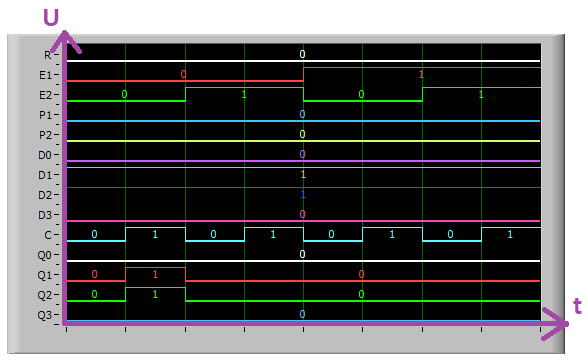 U
R 0
E1 0 1
E2 0 1 0 1
P1 0
P2 0
D0 0
D1 1
D2 1
D3 0
C 0 1 0 1 0 1 0 1
Q0 0
Q1 0 1 0
Q2 0 1 0
Q3 0
t